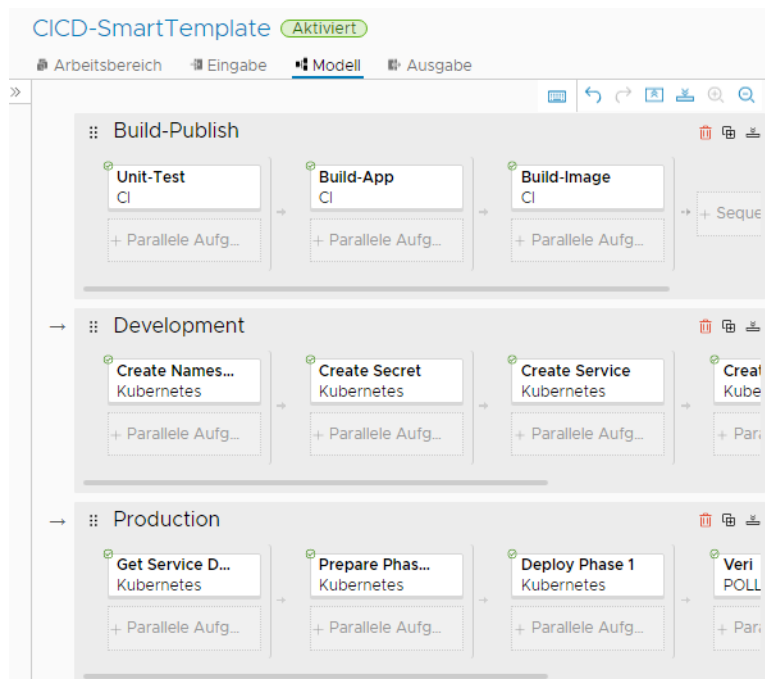 CICD-SmartTemplate Aktiviert
Arbeitsbereich Eingabe Modell Ausgabe
Build-Publish
Unit-Test Build-App Build-Image
CI CI CI
+ Seque
+ Parallele Aufg... + Parallele Aufg... + Parallele Aufg...
Development
Create Names... Create Secret Create Service Creat
Kubernetes Kubernetes Kubernetes Kube
+ Parallele Aufg... + Parallele Aufg... + Parallele Aufg... + Para
Production
Get Service D... Prepare Phas... Deploy Phase 1 Veri
Kubernetes Kubernetes Kubernetes POLL
+ Parallele Aufg... + Parallele Aufg... + Parallele Aufg... + Para